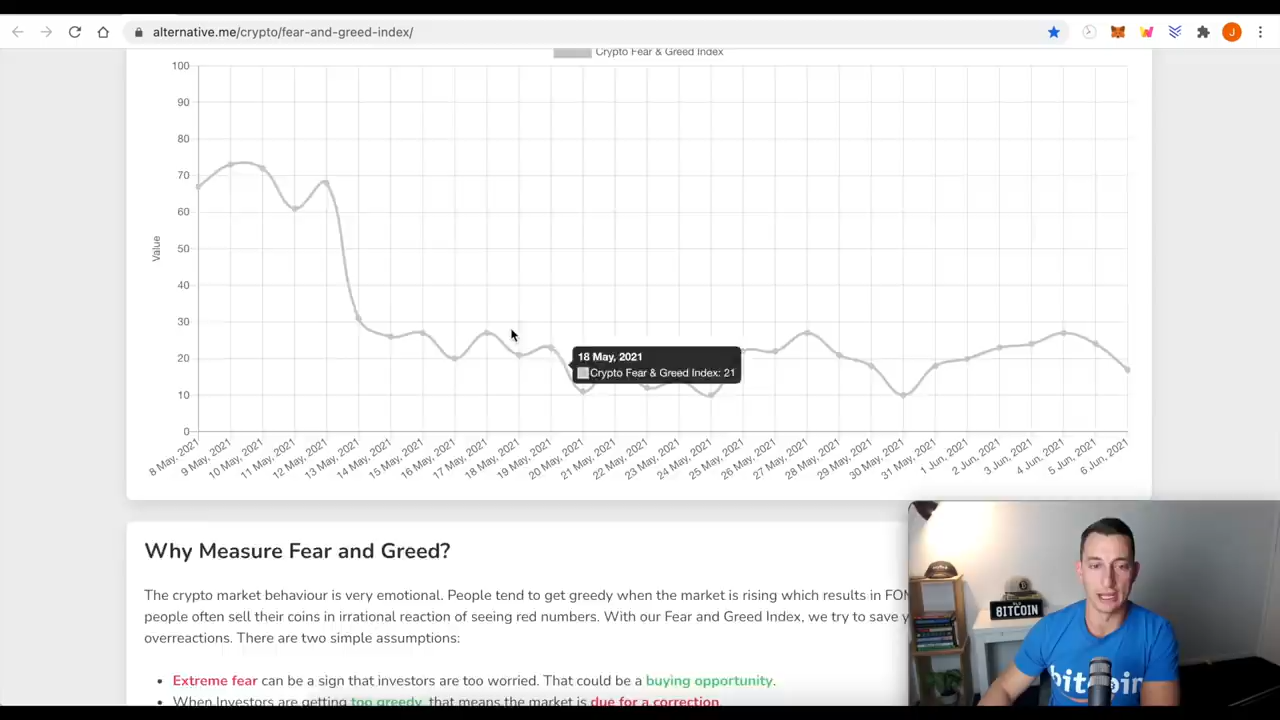 alternative.me/crypto/fear-and-greed-index/
J
Crypto Fear & Greed Index
100
90
80
70
60
50
40
30
20
10
0
Value
18 May, 2021
Crypto Fear & Greed Index: 21
8 May, 2021
9 May, 2021
10 May, 2021
11 May, 2021
12 May, 2021
13 May, 2021
14 May, 2021
15 May, 2021
16 May, 2021
17 May, 2021
18 May, 2021
19 May, 2021
20 May, 2021
21 May, 2021
22 May, 2021
23 May, 2021
24 May, 2021
25 May, 2021
26 May, 2021
27 May, 2021
28 May, 2021
29 May, 2021
30 May, 2021
31 May, 2021
1 Jun, 2021
2 Jun, 2021
3 Jun, 2021
4 Jun, 2021
5 Jun, 2021
6 Jun, 2021
Why Measure Fear and Greed?
The crypto market behaviour is very emotional. People tend to get greedy when the market is rising which results in FOM
people often sell their coins in irrational reaction of seeing red numbers. With our Fear and Greed Index, we try to save y
overreactions. There are two simple assumptions:
Extreme fear can be a sign that investors are too worried. That could be a buying opportunity.
When Investors are getting too greedy, that means the market is due for a correction.
BITCOIN
bitcoin